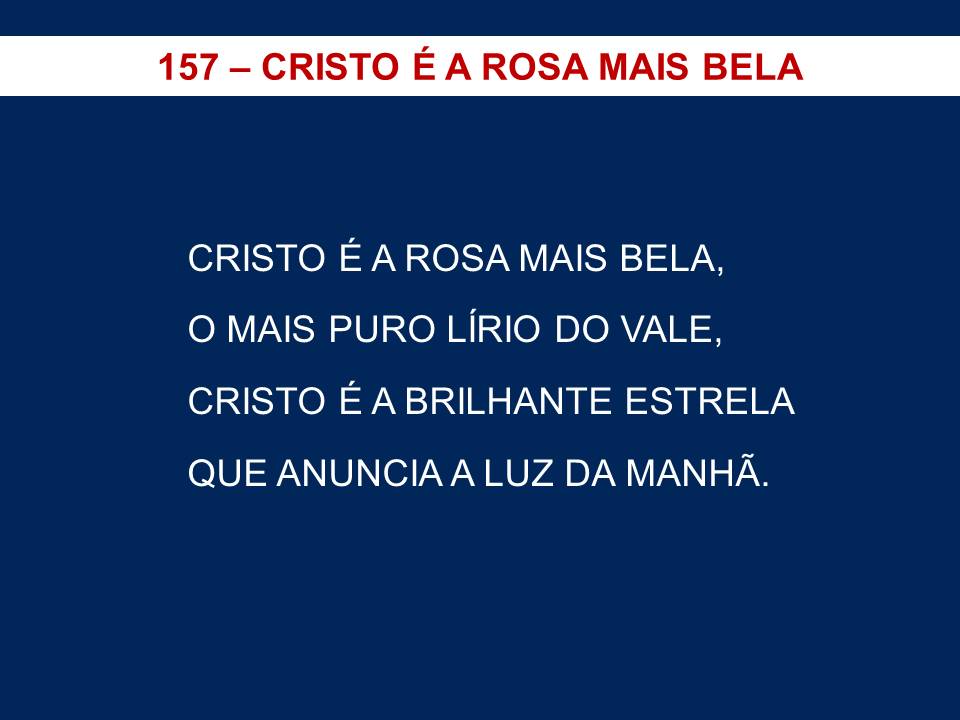 157 – CRISTO É A ROSA MAIS BELA
CRISTO É A ROSA MAIS BELA,
O MAIS PURO LÍRIO DO VALE,
CRISTO É A BRILHANTE ESTRELA
QUE ANUNCIA A LUZ DA MANHÃ.